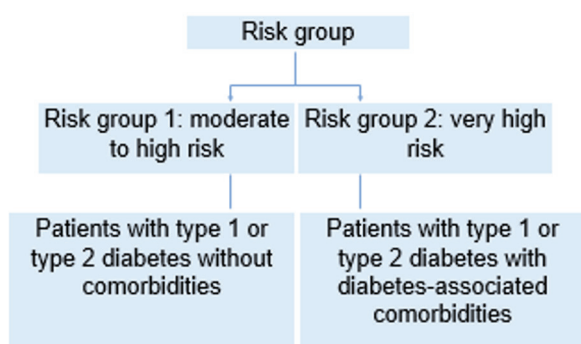 Risk group
Risk group 1: moderate
to high risk
Risk group 2: very high
risk
Patients with type 1 or
type 2 diabetes without
comorbidities
Patients with type 1 or
type 2 diabetes with
diabetes-associated
comorbidities